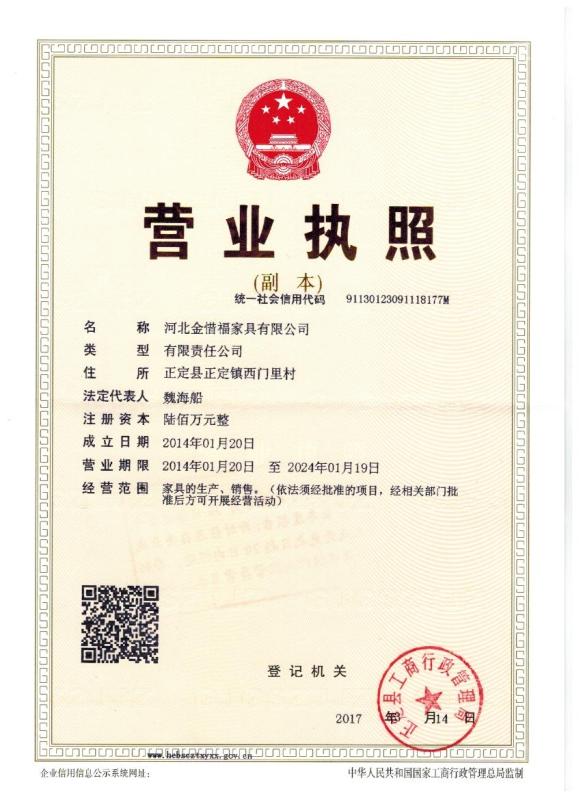 营业执照
(副 本)
统一社会信用代码 91130123091118177M
名 称 河北金惜福家具有限公司
类 型 有限责任公司
住 所 正定县正定镇西门里村
法定代表人 魏海船
注册资本 陆佰万元整
成立日期 2014年01月20日
营业期限 2014年01月20日 至 2024年01月19日
经营范围 家具的生产、销售。（依法须经批准的项目，经相关部门批
准后方可开展经营活动）
登记机关
正定县工商行政管理局
2017 年 月14 日
www.hebscztxyxx.gov.cn
企业信用信息公示系统网址： 中华人民共和国国家工商行政管理总局监制